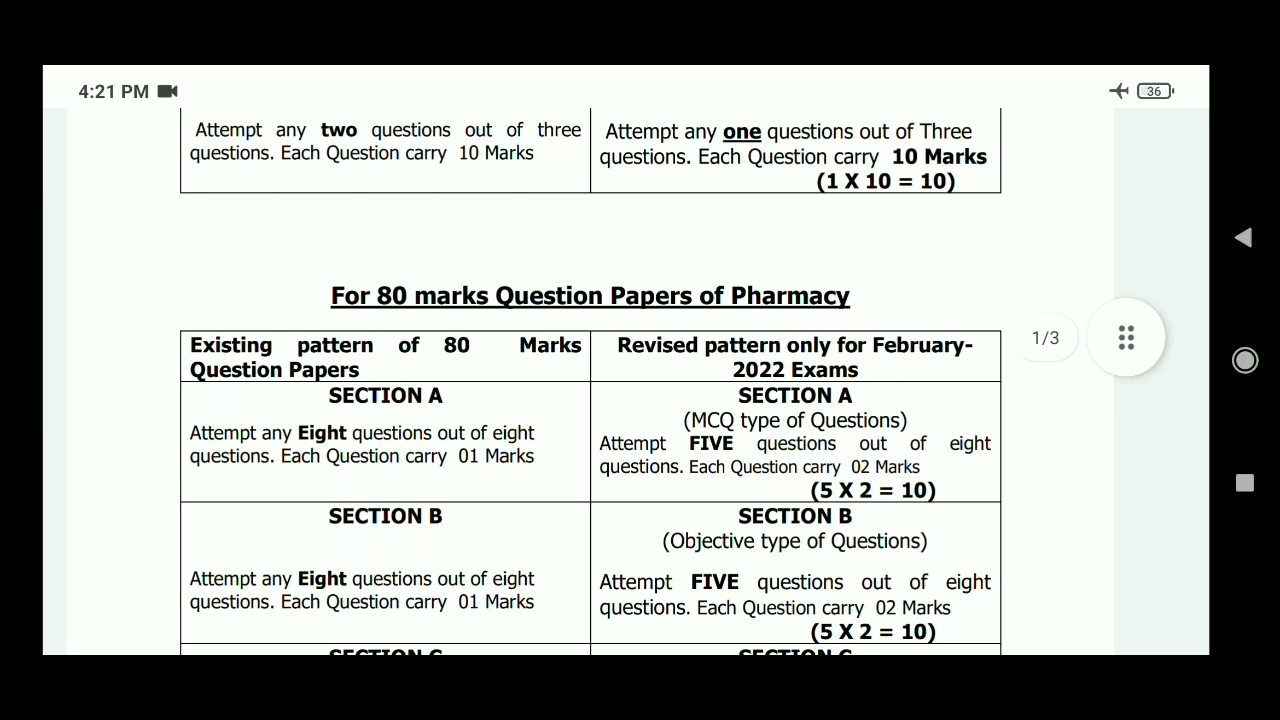 4:21 PM
36
Attempt any two questions out of three
questions. Each Question carry 10 Marks
Attempt any one questions out of Three
questions. Each Question carry 10 Marks
(1 X 10 = 10)
For 80 marks Question Papers of Pharmacy
1/3
Existing pattern of 80 Marks
Question Papers
Revised pattern only for February-
2022 Exams
SECTION A
Attempt any Eight questions out of eight
questions. Each Question carry 01 Marks
SECTION A
(MCQ type of Questions)
Attempt FIVE questions out of eight
questions. Each Question carry 02 Marks
(5 X 2 = 10)
SECTION B
Attempt any Eight questions out of eight
questions. Each Question carry 01 Marks
SECTION B
(Objective type of Questions)
Attempt FIVE questions out of eight
questions. Each Question carry 02 Marks
(5 X 2 = 10)
SECTION C
SECTION C